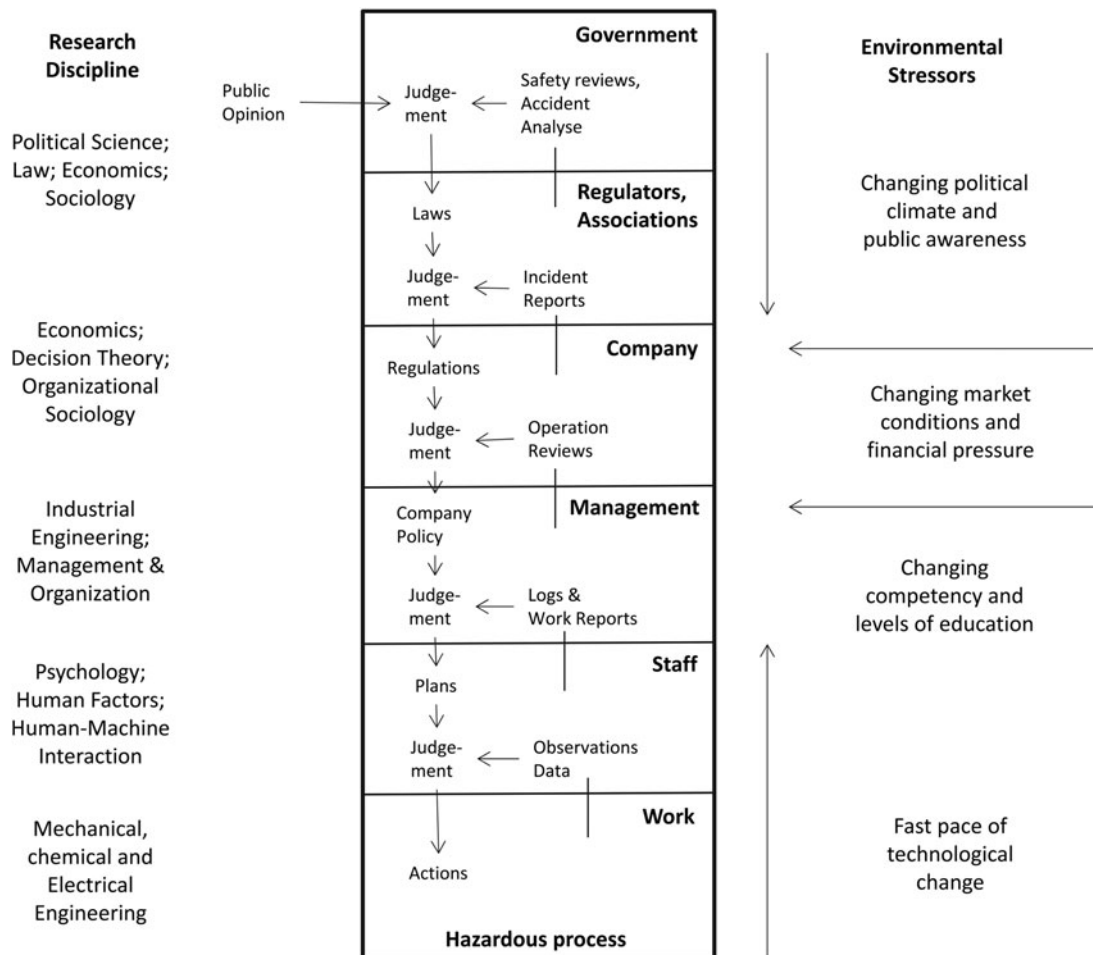 Research
Discipline
Political Science;
Law; Economics;
Sociology
Economics;
Decision Theory;
Organizational
Sociology
Industrial
Engineering;
Management &
Organization
Psychology;
Human Factors;
Human-Machine
Interaction
Mechanical,
chemical and
Electrical
Engineering
Public
Opinion
Government
Judge-
ment
Safety reviews,
Accident
Analyse
Regulators,
Associations
Laws
Judge-
ment
Incident
Reports
Company
Regulations
Judge-
ment
Operation
Reviews
Management
Company
Policy
Judge-
ment
Logs &
Work Reports
Staff
Plans
Judge-
ment
Observations
Data
Work
Actions
Hazardous process
Environmental
Stressors
Changing political
climate and
public awareness
Changing market
conditions and
financial pressure
Changing
competency and
levels of education
Fast pace of
technological
change